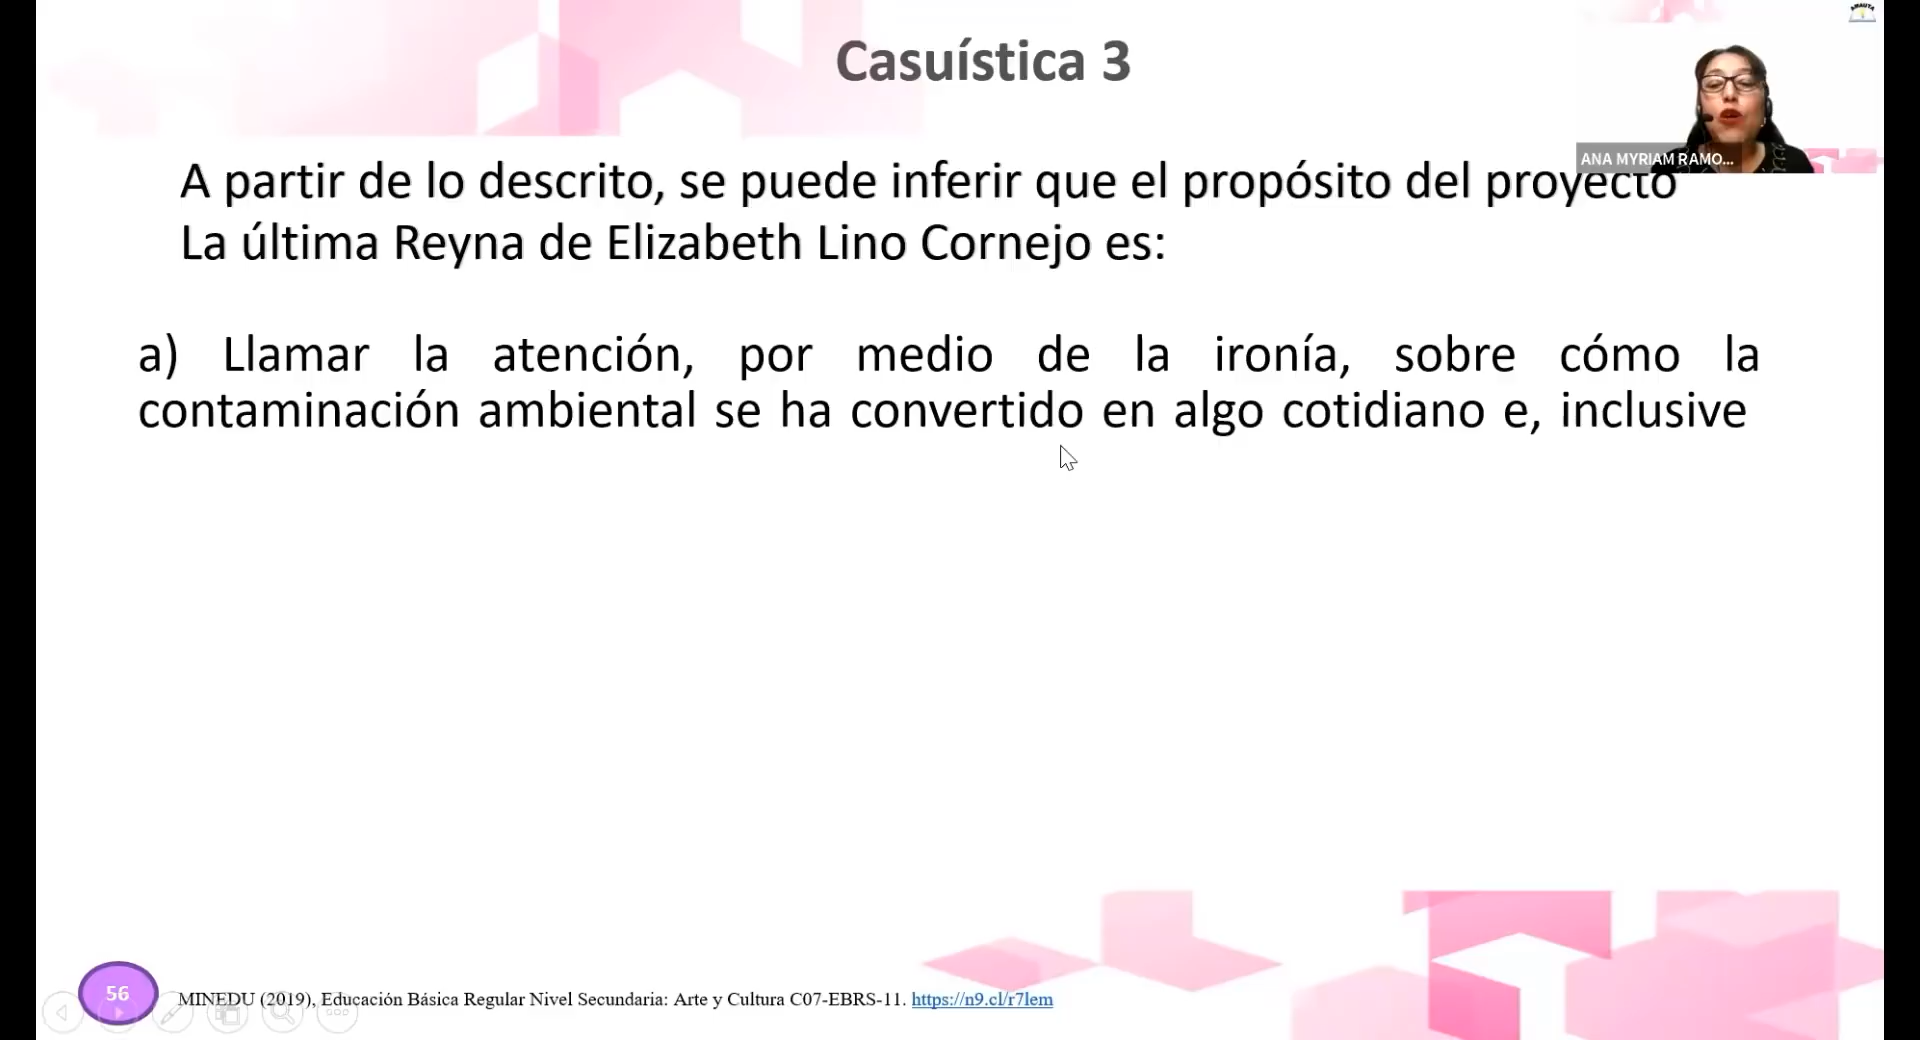 Casuística 3
AMAUTA
ANA MYRIAM RAMO...
A partir de lo descrito, se puede inferir que el propósito del proyecto
La última Reyna de Elizabeth Lino Cornejo es:
a) Llamar la atención, por medio de la ironía, sobre cómo la
contaminación ambiental se ha convertido en algo cotidiano e, inclusive
56
MINEDU (2019), Educación Básica Regular Nivel Secundaria: Arte y Cultura C07-EBRS-11. https://n9.cl/r7lem